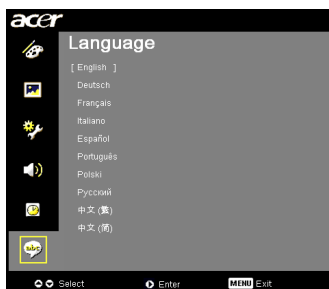 acer
Language
[ English ]
Deutsch
Français
Italiano
Español
Português
Polski
Русский
中文 (繁)
中文 (简)
abc
Select Enter MENU Exit